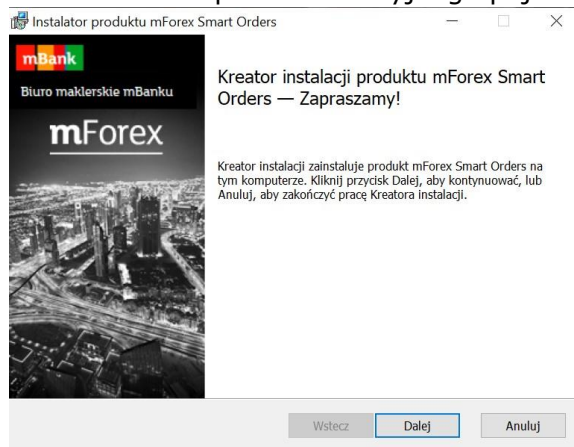 Instalator produktu mForex Smart Orders
mBank
Biuro maklerskie mBanku
mForex
Kreator instalacji produktu mForex Smart
Orders — Zapraszamy!
Kreator instalacji zainstaluje produkt mForex Smart Orders na
tym komputerze. Kliknij przycisk Dalej, aby kontynuować, lub
Anuluj, aby zakończyć pracę Kreatora instalacji.
Wstecz
Dalej
Anuluj